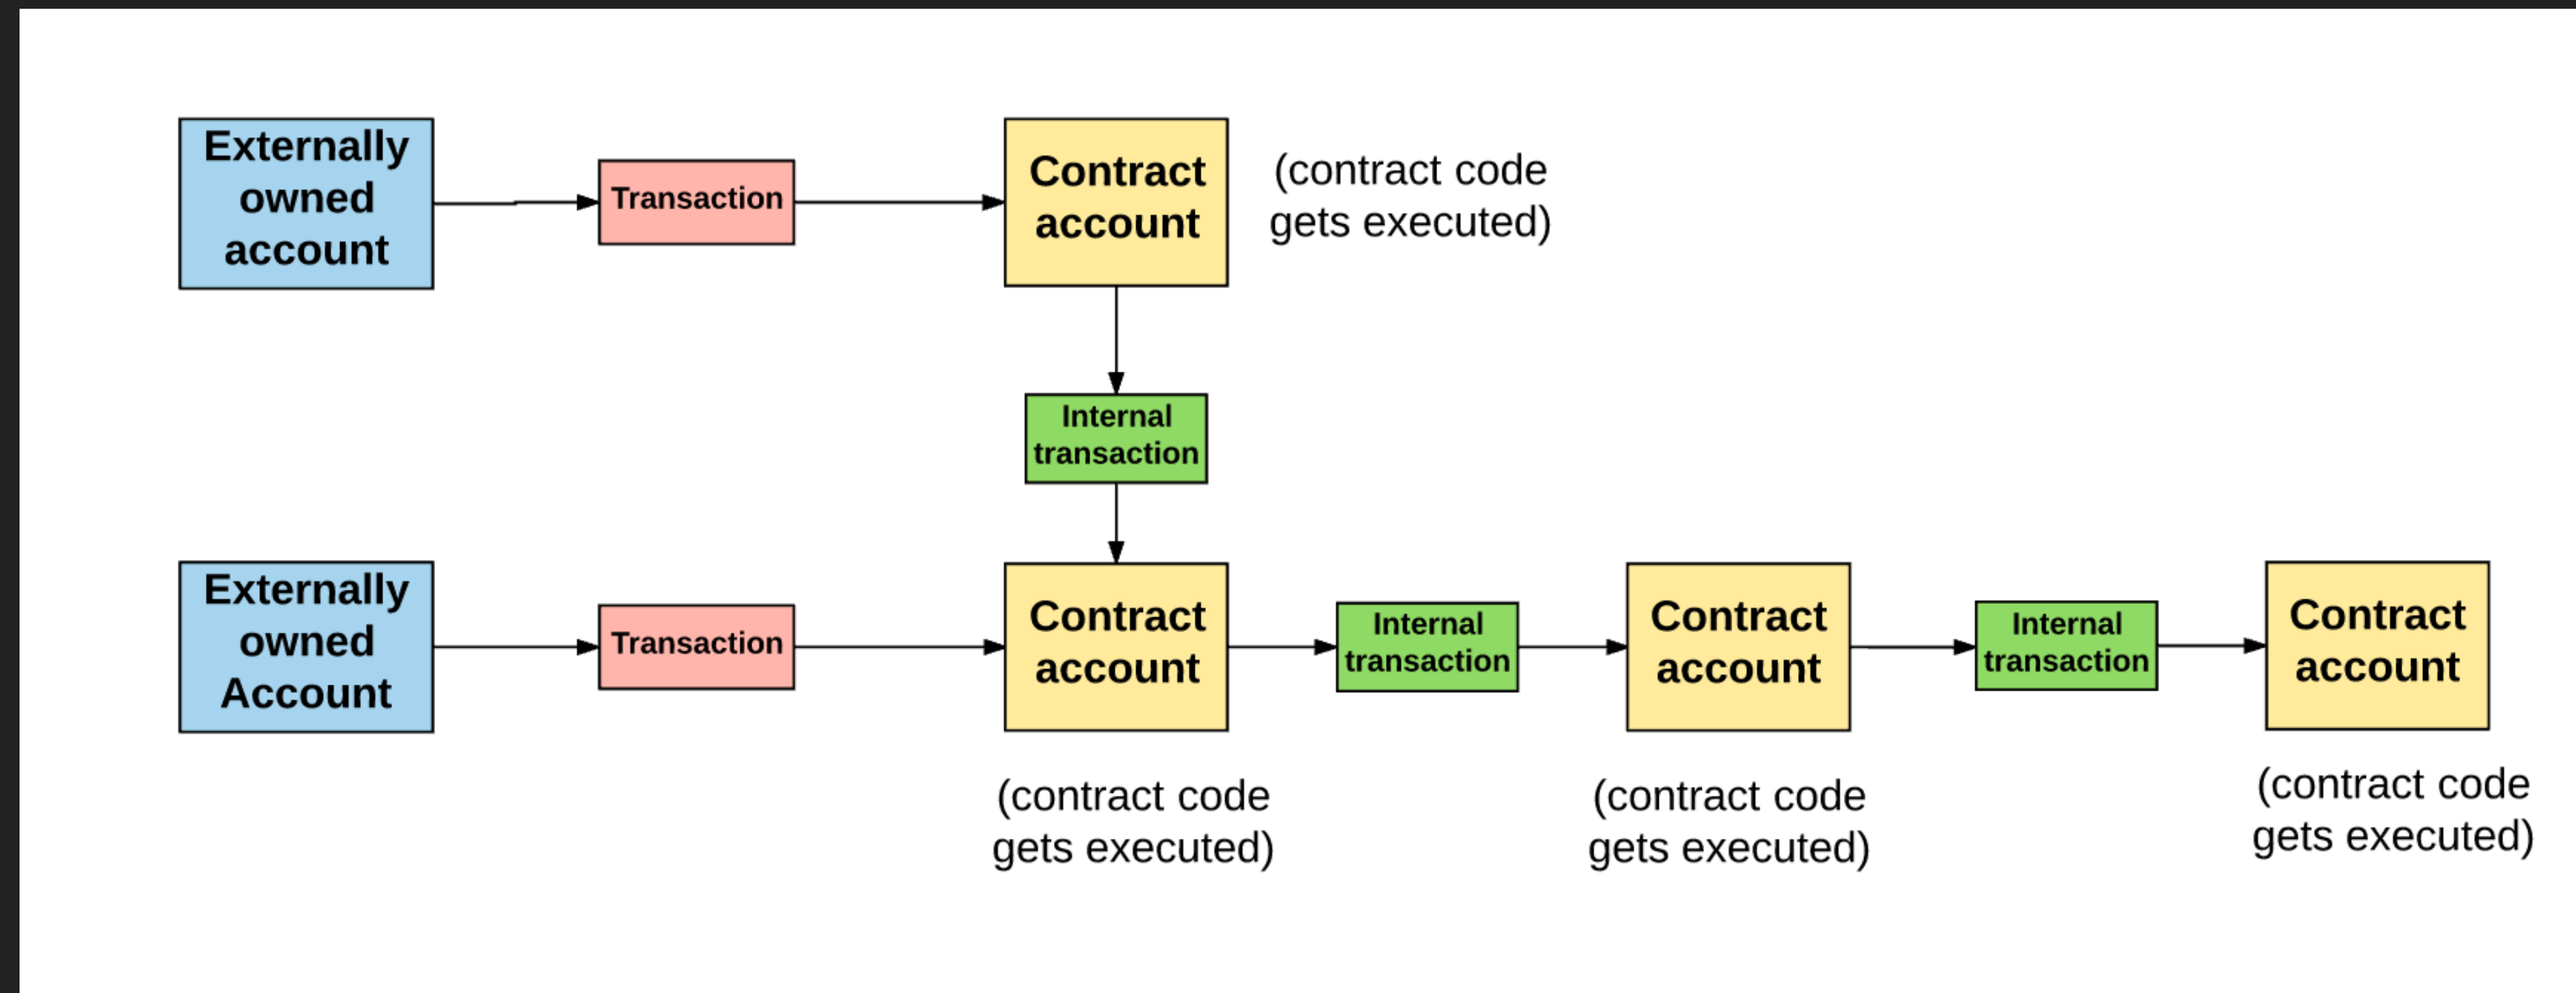 Externally
owned
account
Transaction
Contract
account
(contract code
gets executed)
Internal
transaction
Externally
owned
Account
Transaction
Contract
account
Internal
transaction
Contract
account
Internal
transaction
Contract
account
(contract code
gets executed)
(contract code
gets executed)
(contract code
gets executed)